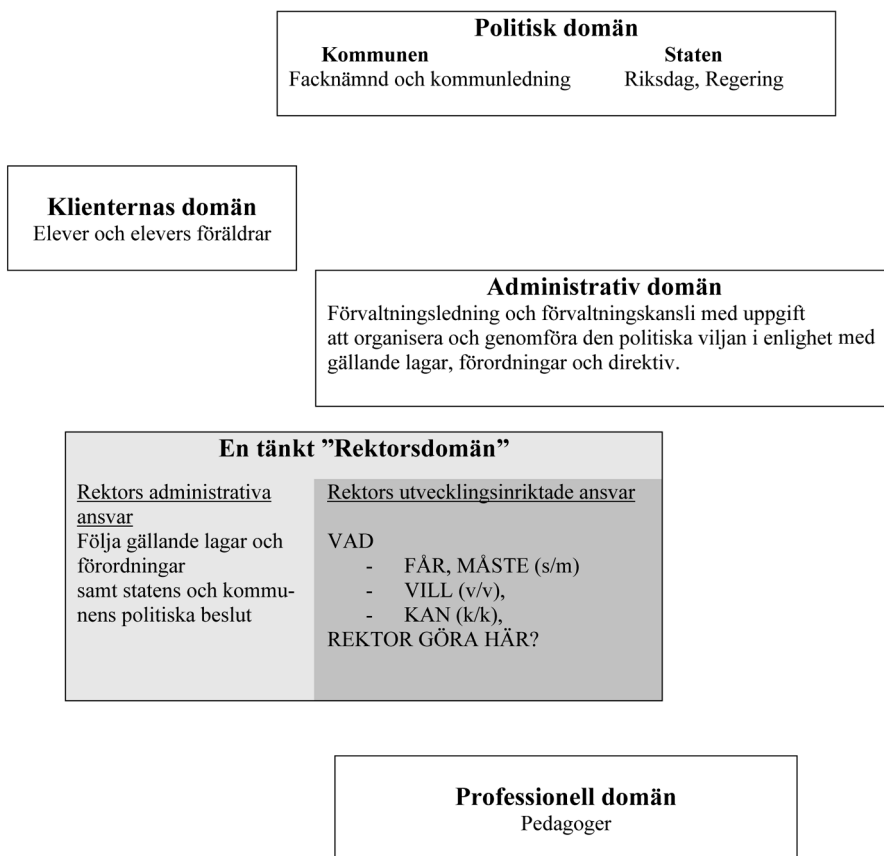 Politisk domän
Kommunen Staten
Facknämnd och kommunledning Riksdag, Regering
Klienternas domän
Elever och elevers föräldrar
Administrativ domän
Förvaltningsledning och förvaltningskansli med uppgift
att organisera och genomföra den politiska viljan i enlighet med
gällande lagar, förordningar och direktiv.
En tänkt ”Rektorsdomän”
Rektors administrativa
ansvar
Följa gällande lagar och
förordningar
samt statens och kommu-
nens politiska beslut
Rektors utvecklingsinriktade ansvar
VAD
- FÅR, MÅSTE (s/m)
- VILL (v/v),
- KAN (k/k),
REKTOR GÖRA HÄR?
Professionell domän
Pedagoger